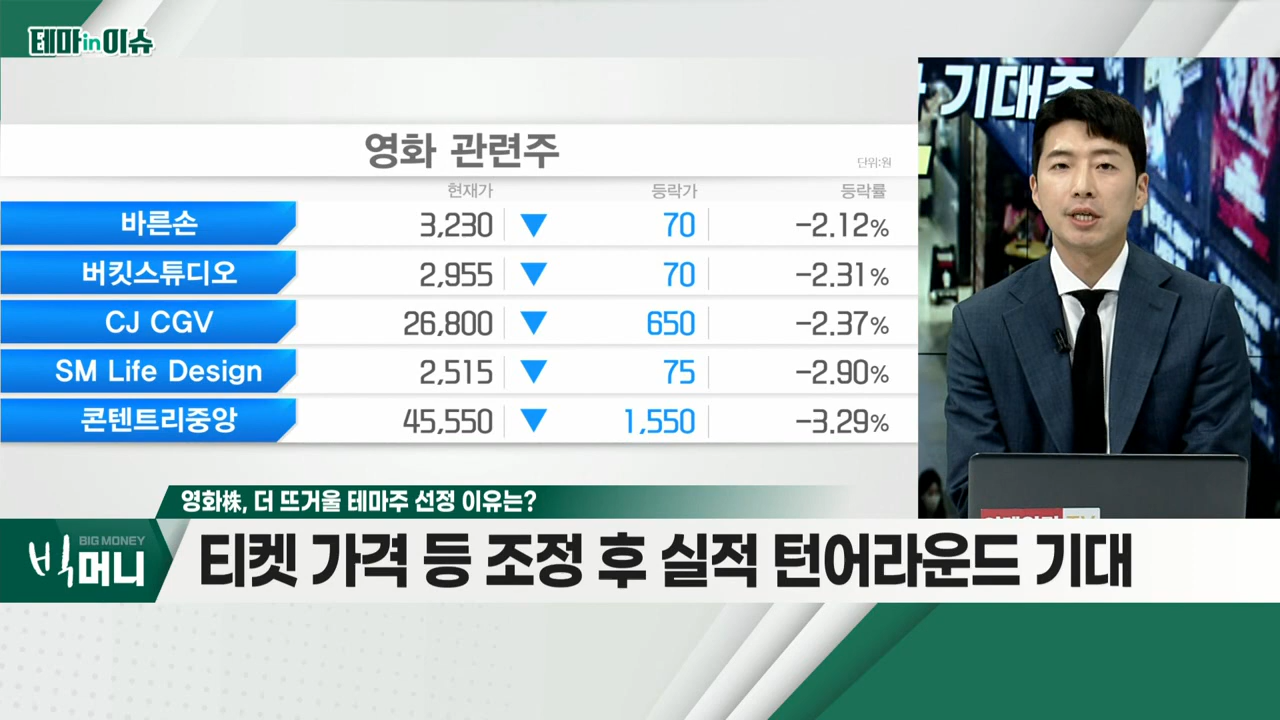 테마in이슈
기대주
영화 관련주
단위:원
현재가 등락가 등락률
바른손 3,230 ▼ 70 -2.12%
버킷스튜디오 2,955 ▼ 70 -2.31%
CJ CGV 26,800 ▼ 650 -2.37%
SM Life Design 2,515 ▼ 75 -2.90%
콘텐트리중앙 45,550 ▼ 1,550 -3.29%
영화株, 더 뜨거울 테마주 선정 이유는?
BIG MONEY
빅머니
티켓 가격 등 조정 후 실적 턴어라운드 기대